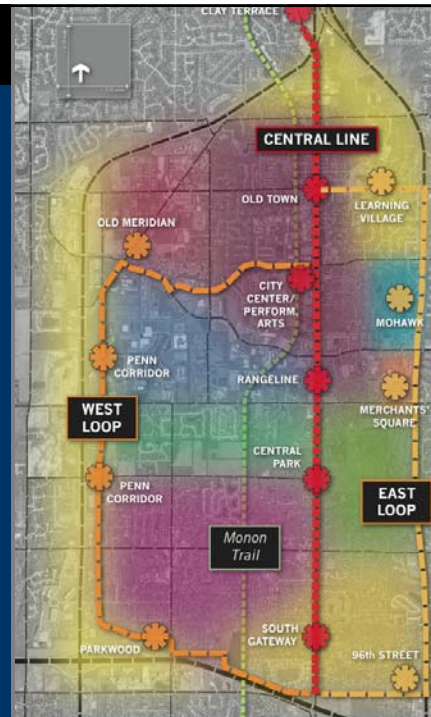 CLAY TERRACE
CENTRAL LINE
OLD TOWN
LEARNING
VILLAGE
OLD MERIDIAN
CITY
CENTER/
PERFORM.
ARTS
MOHAWK
PENN
CORRIDOR
RANGELINE
MERCHANTS'
SQUARE
WEST
LOOP
CENTRAL
PARK
PENN
CORRIDOR
EAST
LOOP
Monon
Trail
SOUTH
GATEWAY
PARKWOOD
96th STREET